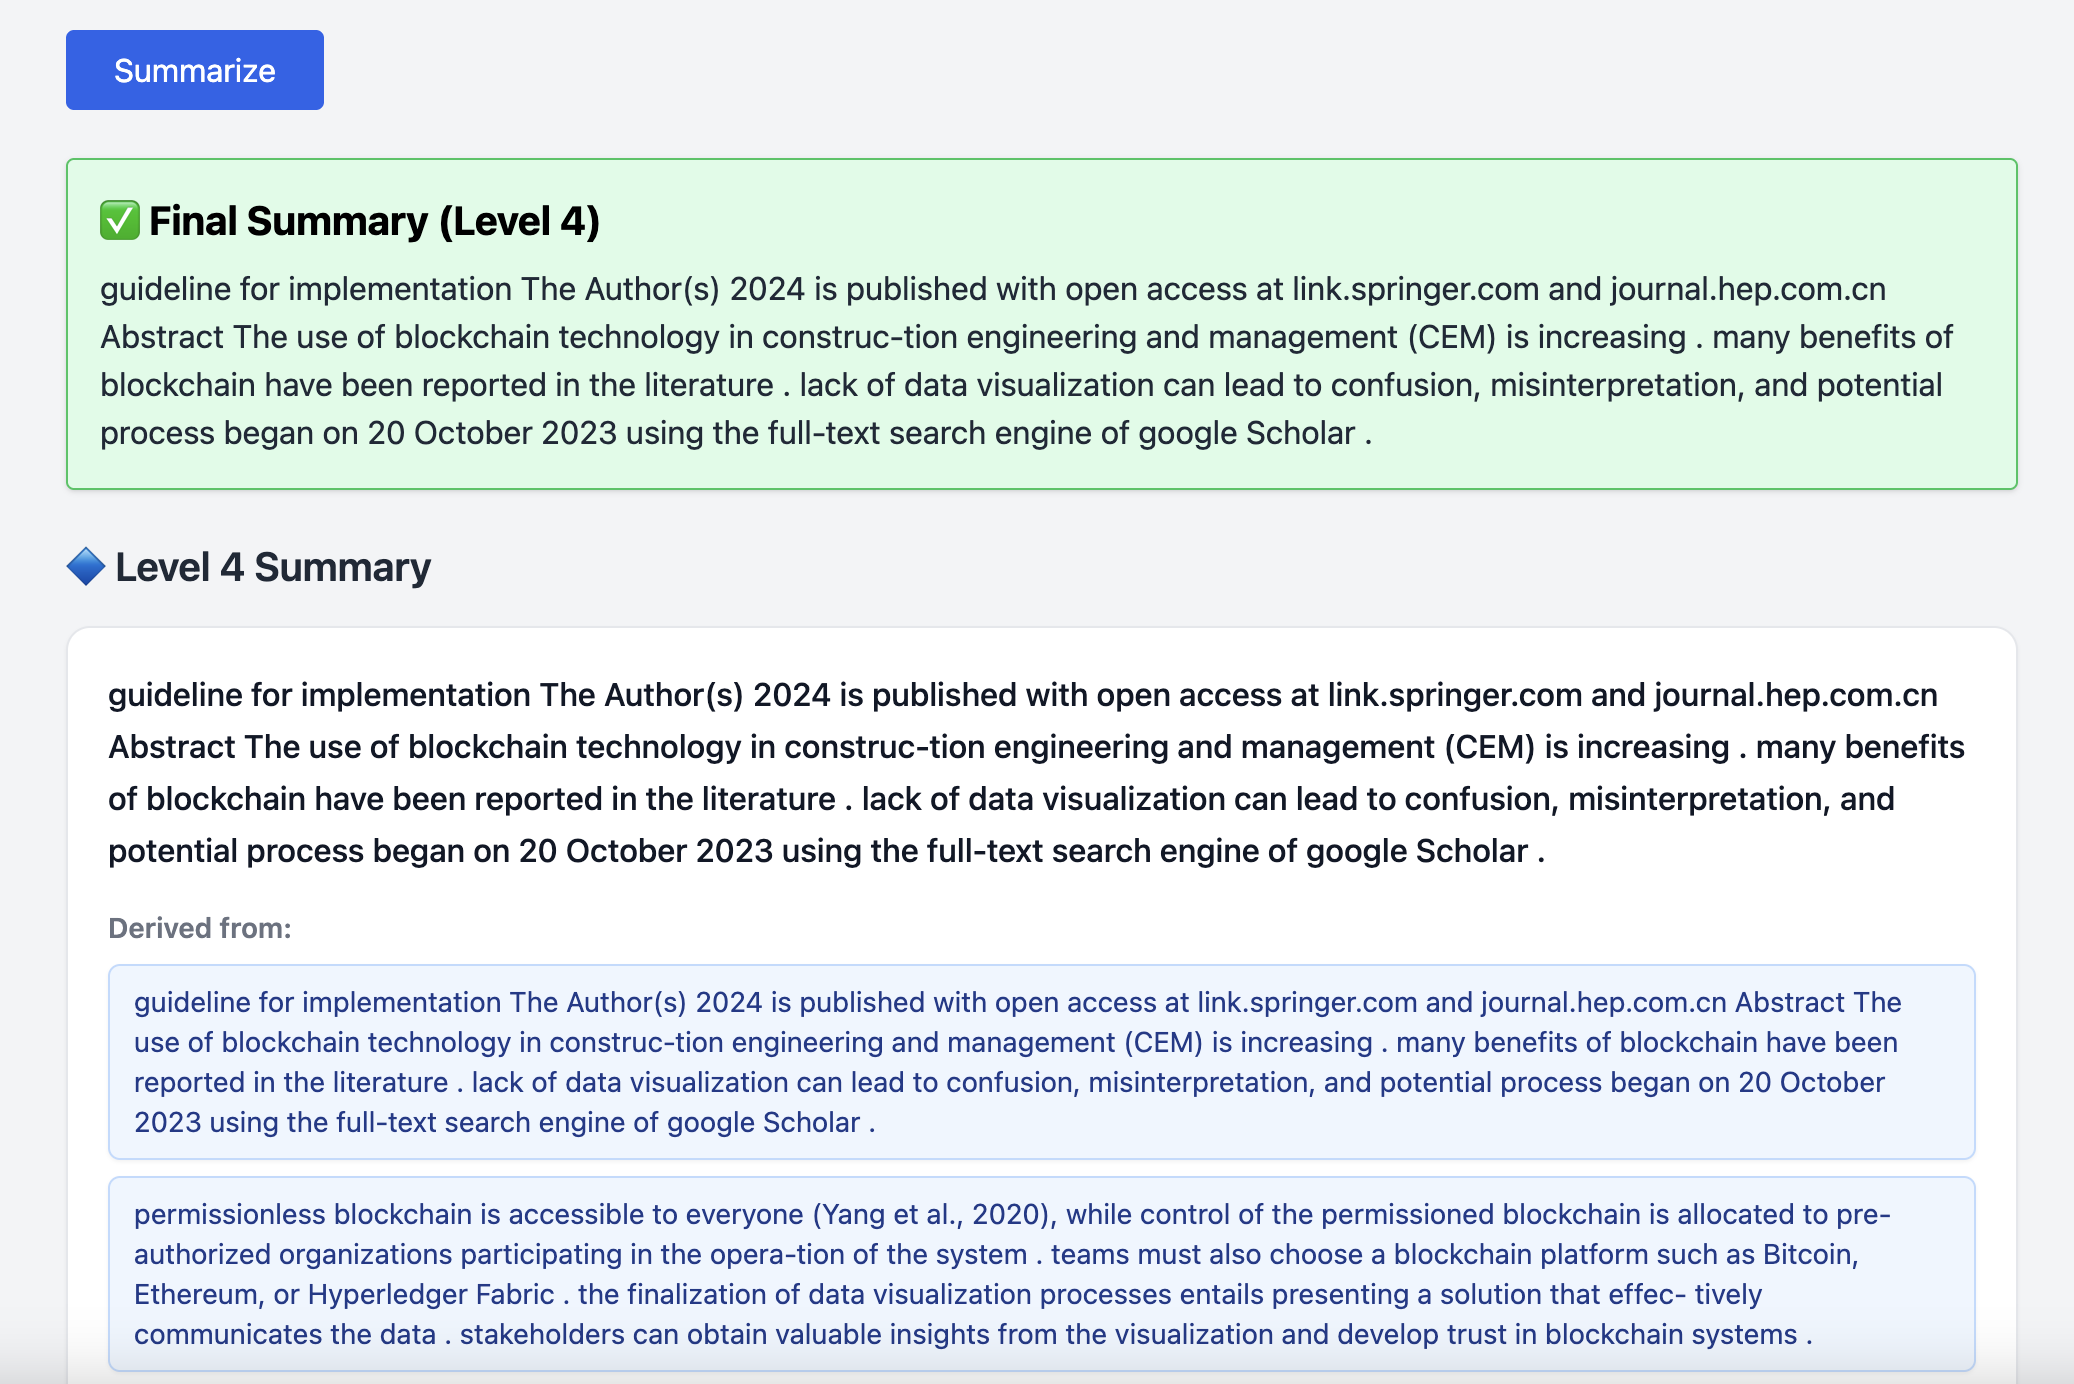 Summarize
✅ Final Summary (Level 4)
guideline for implementation The Author(s) 2024 is published with open access at link.springer.com and journal.hep.com.cn
Abstract The use of blockchain technology in construc-tion engineering and management (CEM) is increasing . many benefits of
blockchain have been reported in the literature . lack of data visualization can lead to confusion, misinterpretation, and potential
process began on 20 October 2023 using the full-text search engine of google Scholar .
🔷 Level 4 Summary
guideline for implementation The Author(s) 2024 is published with open access at link.springer.com and journal.hep.com.cn
Abstract The use of blockchain technology in construc-tion engineering and management (CEM) is increasing . many benefits
of blockchain have been reported in the literature . lack of data visualization can lead to confusion, misinterpretation, and
potential process began on 20 October 2023 using the full-text search engine of google Scholar .
Derived from:
guideline for implementation The Author(s) 2024 is published with open access at link.springer.com and journal.hep.com.cn Abstract The
use of blockchain technology in construc-tion engineering and management (CEM) is increasing . many benefits of blockchain have been
reported in the literature . lack of data visualization can lead to confusion, misinterpretation, and potential process began on 20 October
2023 using the full-text search engine of google Scholar .
permissionless blockchain is accessible to everyone (Yang et al., 2020), while control of the permissioned blockchain is allocated to pre-
authorized organizations participating in the opera-tion of the system . teams must also choose a blockchain platform such as Bitcoin,
Ethereum, or Hyperledger Fabric . the finalization of data visualization processes entails presenting a solution that effec- tively
communicates the data . stakeholders can obtain valuable insights from the visualization and develop trust in blockchain systems .